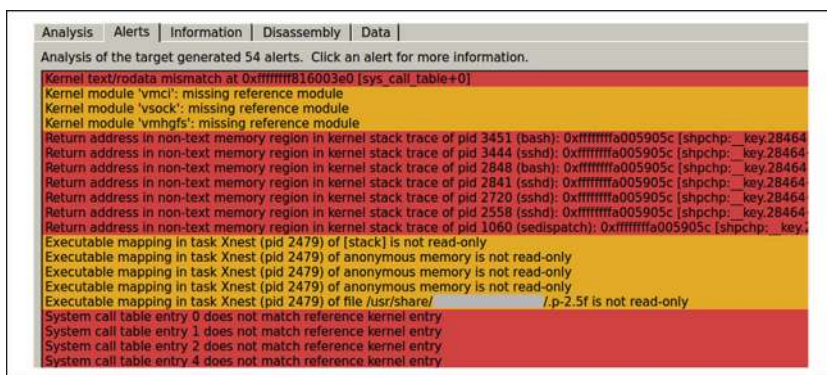 Analysis Alerts Information Disassembly Data
Analysis of the target generated 54 alerts. Click an alert for more information.
Kernel text/rodata mismatch at 0xffffffff816003e0 [sys_call_table+0]
Kernel module 'vmci': missing reference module
Kernel module 'vsock': missing reference module
Kernel module 'vmhgfs': missing reference module
Return address in non-text memory region in kernel stack trace of pid 3451 (bash): 0xffffffffa005905c [shpchp:__key.28464-
Return address in non-text memory region in kernel stack trace of pid 3444 (sshd): 0xffffffffa005905c [shpchp:__key.28464-
Return address in non-text memory region in kernel stack trace of pid 2848 (bash): 0xffffffffa005905c [shpchp:__key.28464-
Return address in non-text memory region in kernel stack trace of pid 2841 (sshd): 0xffffffffa005905c [shpchp:__key.28464-
Return address in non-text memory region in kernel stack trace of pid 2720 (sshd): 0xffffffffa005905c [shpchp:__key.28464-
Return address in non-text memory region in kernel stack trace of pid 2558 (sshd): 0xffffffffa005905c [shpchp:__key.28464-
Return address in non-text memory region in kernel stack trace of pid 1060 (sedispatch): 0xffffffffa005905c [shpchp:__key.2
Executable mapping in task Xnest (pid 2479) of [stack] is not read-only
Executable mapping in task Xnest (pid 2479) of anonymous memory is not read-only
Executable mapping in task Xnest (pid 2479) of anonymous memory is not read-only
Executable mapping in task Xnest (pid 2479) of anonymous memory is not read-only
Executable mapping in task Xnest (pid 2479) of file /usr/share/ /.p-2.5f is not read-only
System call table entry 0 does not match reference kernel entry
System call table entry 1 does not match reference kernel entry
System call table entry 2 does not match reference kernel entry
System call table entry 4 does not match reference kernel entry